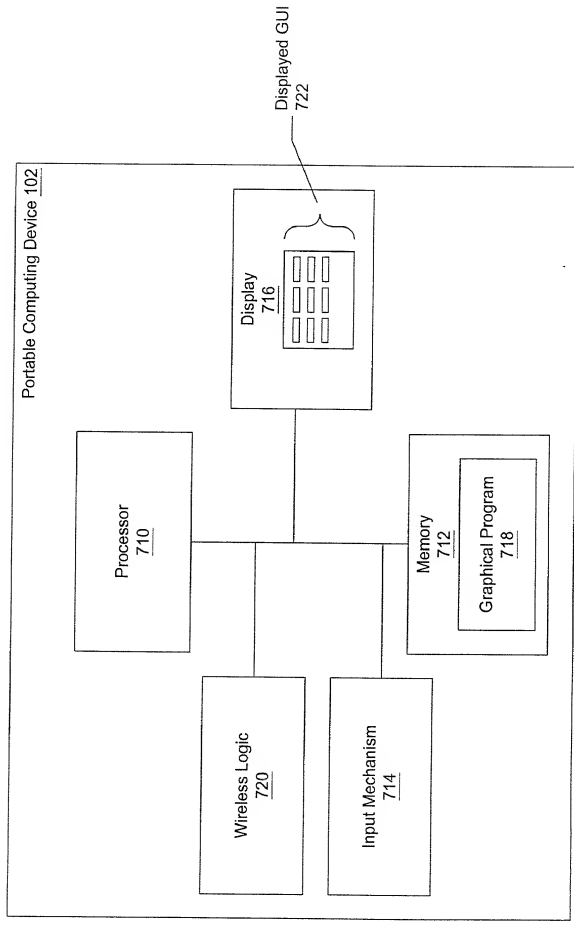 Portable Computing Device 102
Processor
710
Display
716
Displayed GUI
722
Wireless Logic
720
Input Mechanism
714
Memory
712
Graphical Program
718